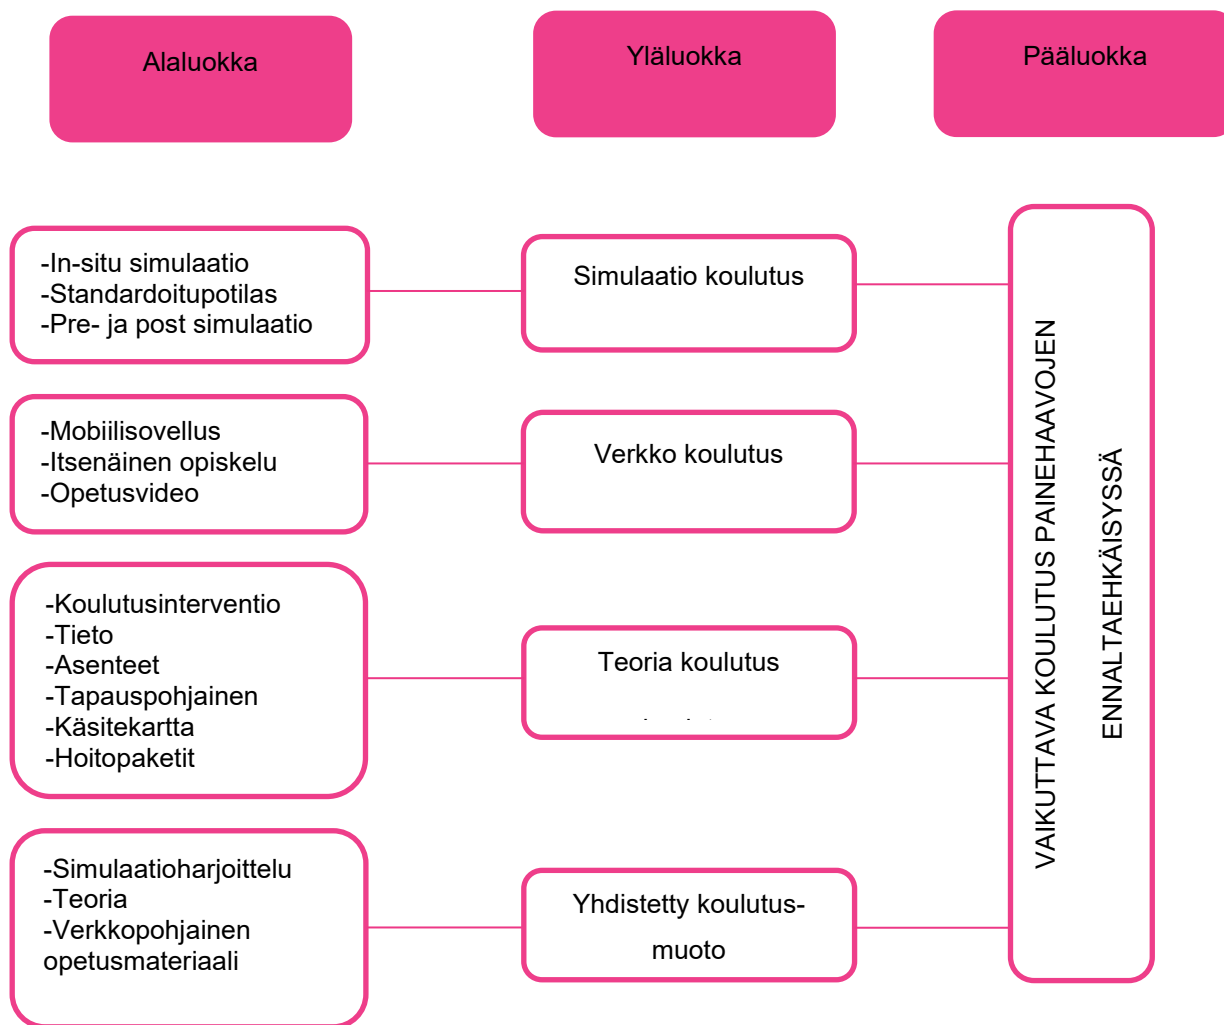 Alaluokka
Yläluokka
Pääluokka
-In-situ simulaatio
-Standardoitupotilas
-Pre- ja post simulaatio
Simulaatio koulutus
-Mobiilisovellus
-Itsenäinen opiskelu
-Opetusvideo
Verkko koulutus
-Koulutusinterventio
-Tieto
-Asenteet
-Tapauspohjainen
-Käsitekartta
-Hoitopaketit
Teoria koulutus
-Simulaatioharjoittelu
-Teoria
-Verkkopohjainen
opetusmateriaali
Yhdistetty koulutus-
muoto
VAIKUTTAVA KOULUTUS PAINEHAAVOJEN
ENNALTAEHKÄISYSSÄ